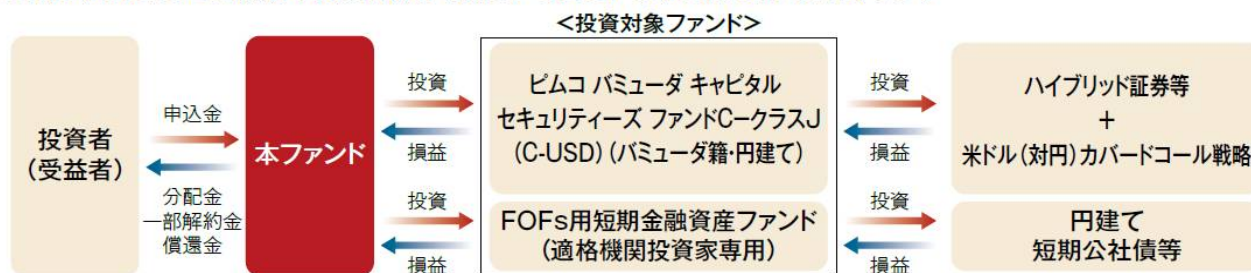 <投資対象ファンド>
投資者
(受益者)
申込金
分配金
一部解約金
償還金
本ファンド
投資
損益
投資
損益
ピムコ バミューダ キャピタル
セキュリティーズ ファンドCークラスJ
(C-USD)(バミューダ籍・円建て)
FOFs用短期金融資産ファンド
(適格機関投資家専用)
投資
損益
投資
損益
ハイブリッド証券等
+
米ドル(対円)カバードコール戦略
円建て
短期公社債等